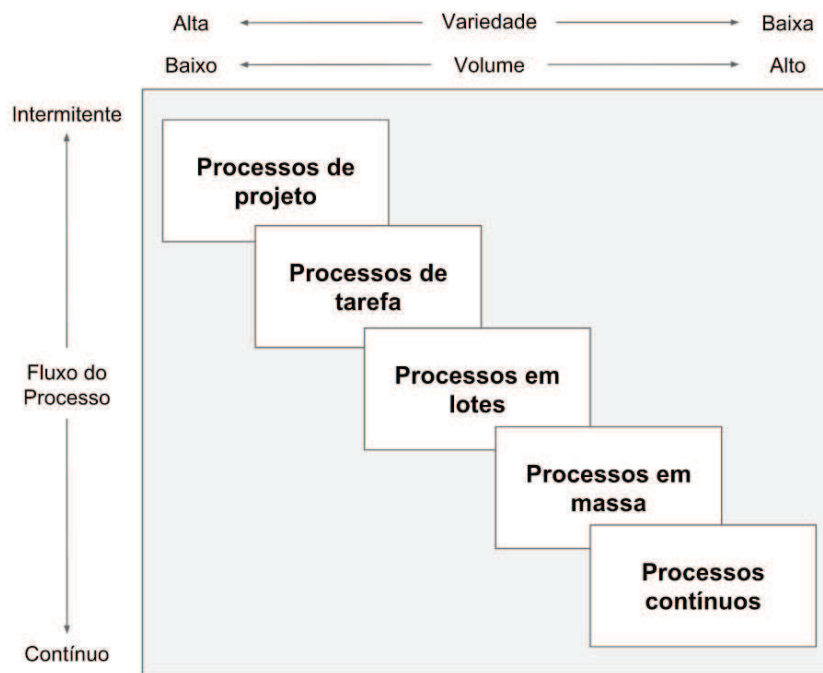 Alta Variedade Baixa
Baixo Volume Alto
Intermitente
Processos de
projeto
Processos de
tarefa
Fluxo do
Processo
Processos em
lotes
Processos em
massa
Processos
contínuos
Contínuo